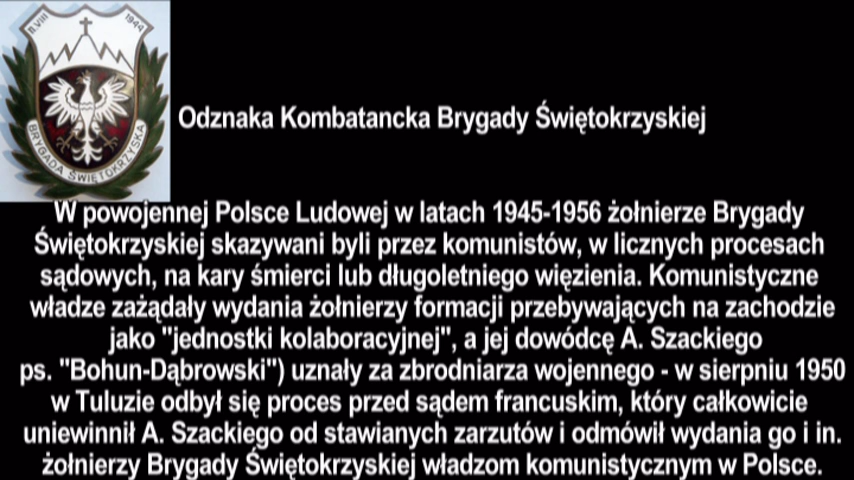 11.VIII 1944
BRYGADA ŚWIĘTOKRZYSKA
Odznaka Kombatancka Brygady Świętokrzyskiej
W powojennej Polsce Ludowej w latach 1945-1956 żołnierze Brygady
Świętokrzyskiej skazywani byli przez komunistów, w licznych procesach
sądowych, na kary śmierci lub długoletniego więzienia. Komunistyczne
władze zażądały wydania żołnierzy formacji przebywających na zachodzie
jako "jednostki kolaboracyjnej", a jej dowódcę A. Szackiego
ps. "Bohun-Dąbrowski") uznały za zbrodniarza wojennego - w sierpniu 1950
w Tuluzie odbył się proces przed sądem francuskim, który całkowicie
uniewinnił A. Szackiego od stawianych zarzutów i odmówił wydania go i in.
żołnierzy Brygady Świętokrzyskiej władzom komunistycznym w Polsce.